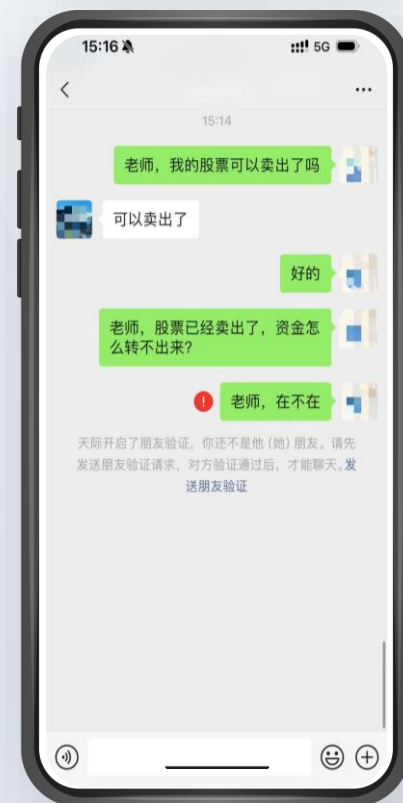 15:16
5G
15:14
老师，我的股票可以卖出了吗
可以卖出了
好的
老师，股票已经卖出了，资金怎
么转不出来？
老师，在不在
天际开启了朋友验证，你还不是他（她）朋友。请先
发送朋友验证请求，对方验证通过后，才能聊天。发
送朋友验证